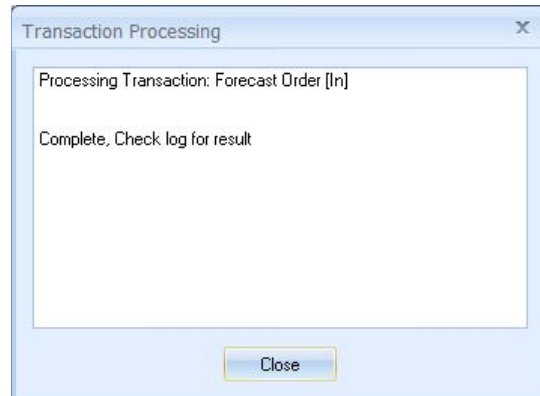 Transaction Processing
X
Processing Transaction: Forecast Order [In]
Complete, Check log for result
Close